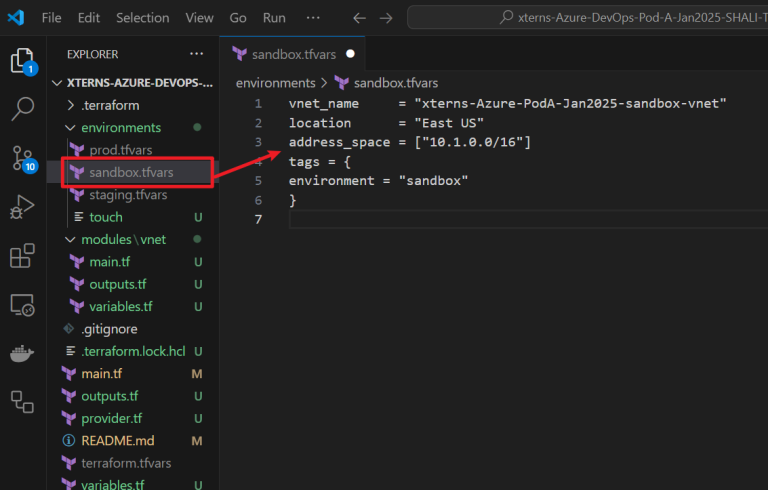 File Edit Selection View Go Run ···
xterns-Azure-DevOps-Pod-A-Jan2025-SHALI-T
EXPLORER ···
sandbox.tfvars
XTERNS-AZURE-DEVOPS-...
environments > sandbox.tfvars
.terraform
environments
prod.tfvars
sandbox.tfvars
staging.tfvars
touch U
modules\vnet
main.tf U
outputs.tf U
variables.tf U
.gitignore
.terraform.lock.hcl U
main.tf M
outputs.tf U
provider.tf U
README.md M
terraform.tfvars
variables.tf U
1
10
1 vnet_name = "xterns-Azure-PodA-Jan2025-sandbox-vnet"
2 location = "East US"
3 address_space = ["10.1.0.0/16"]
4 tags = {
5 environment = "sandbox"
6 }
7